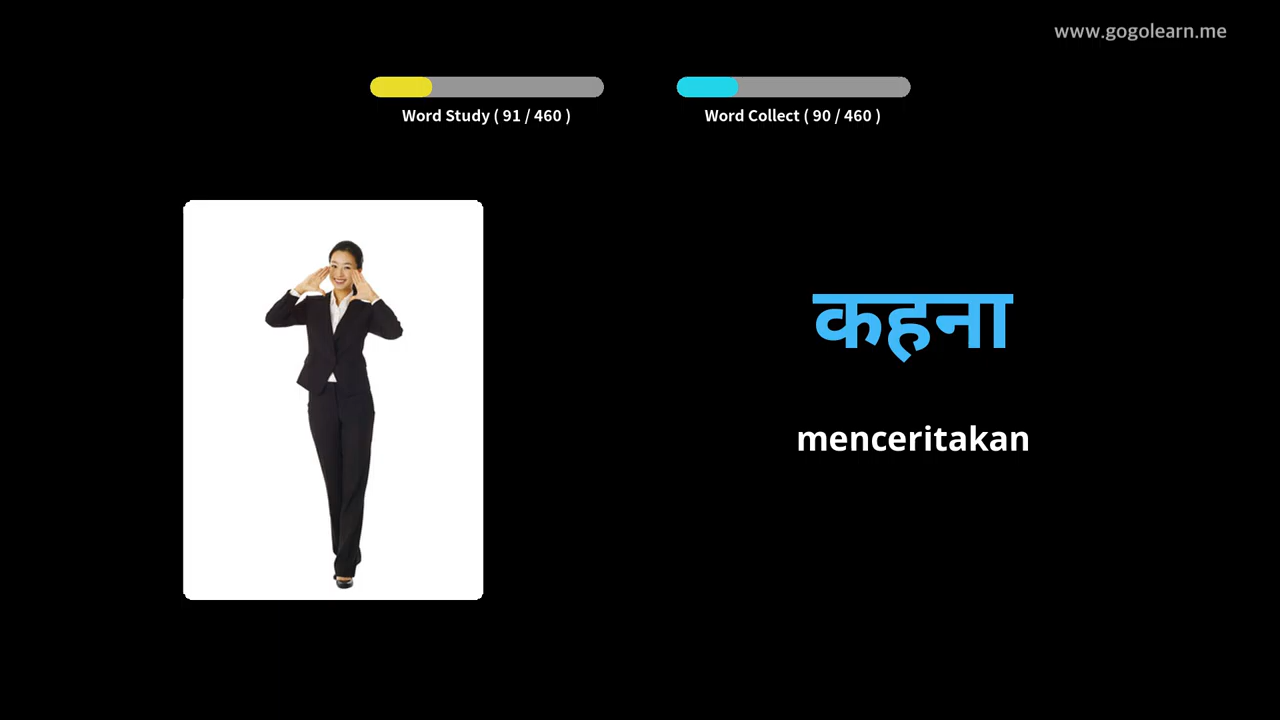 www.gogolearn.me
Word Study ( 91 / 460 )
Word Collect ( 90 / 460 )
कहना
menceritakan